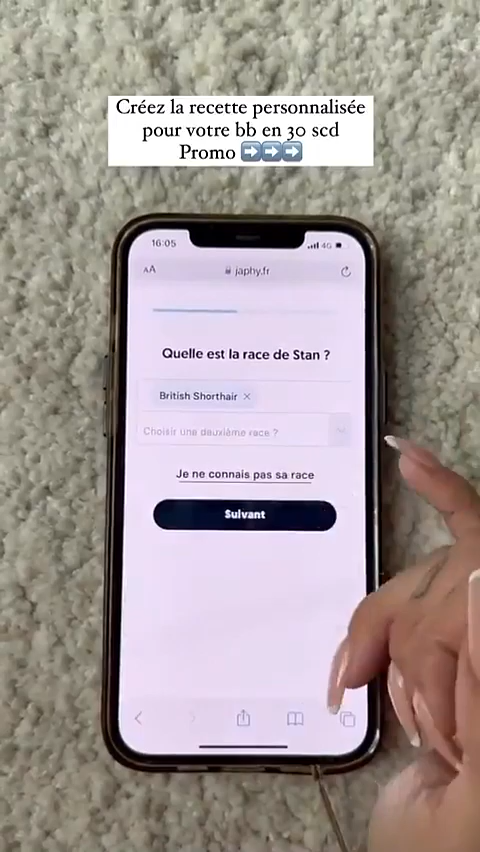 Créez la recette personnalisée
pour votre bb en 30 scd
Promo ➡️➡️➡️
16:05
4G
AA
japhy.fr
Quelle est la race de Stan ?
British Shorthair ×
Choisir une deuxième race ?
Je ne connais pas sa race
Suivant